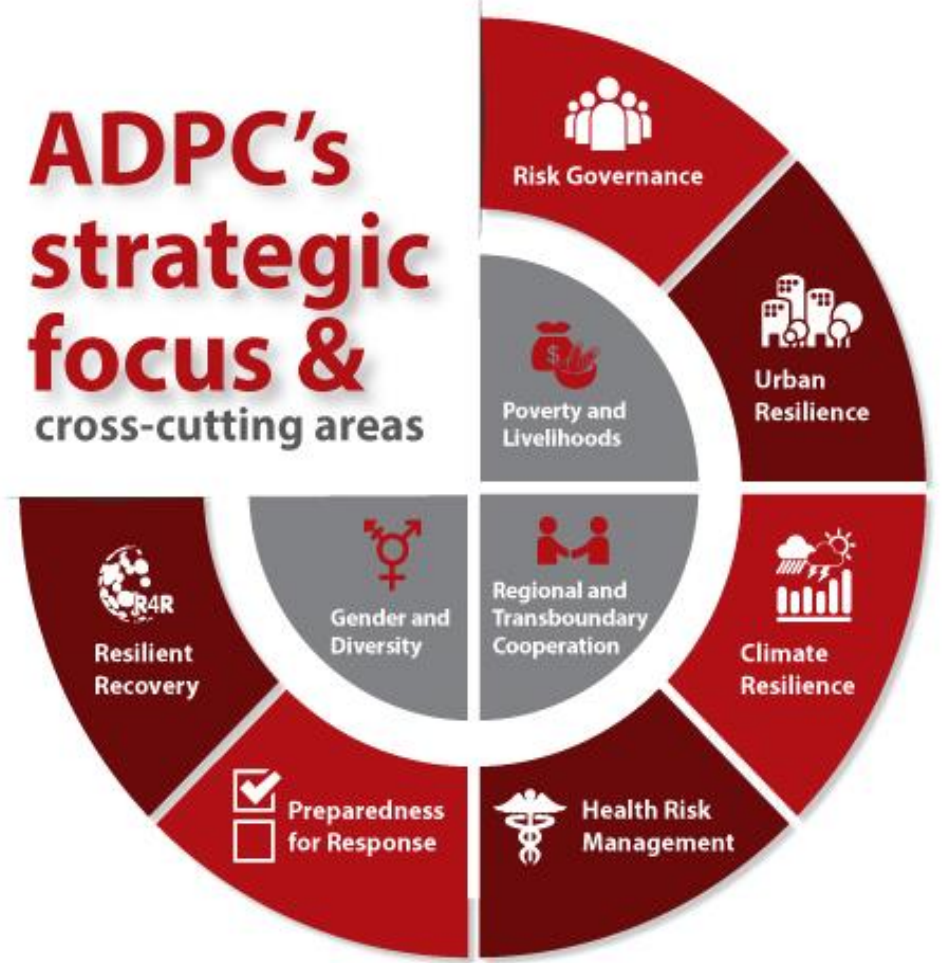 ADPC's
strategic
focus &
cross-cutting areas
Risk Governance
Urban
Resilience
Climate
Resilience
Health Risk
Management
Preparedness
for Response
R4R
Resilient
Recovery
$
Poverty and
Livelihoods
Regional and
Transboundary
Cooperation
Gender and
Diversity